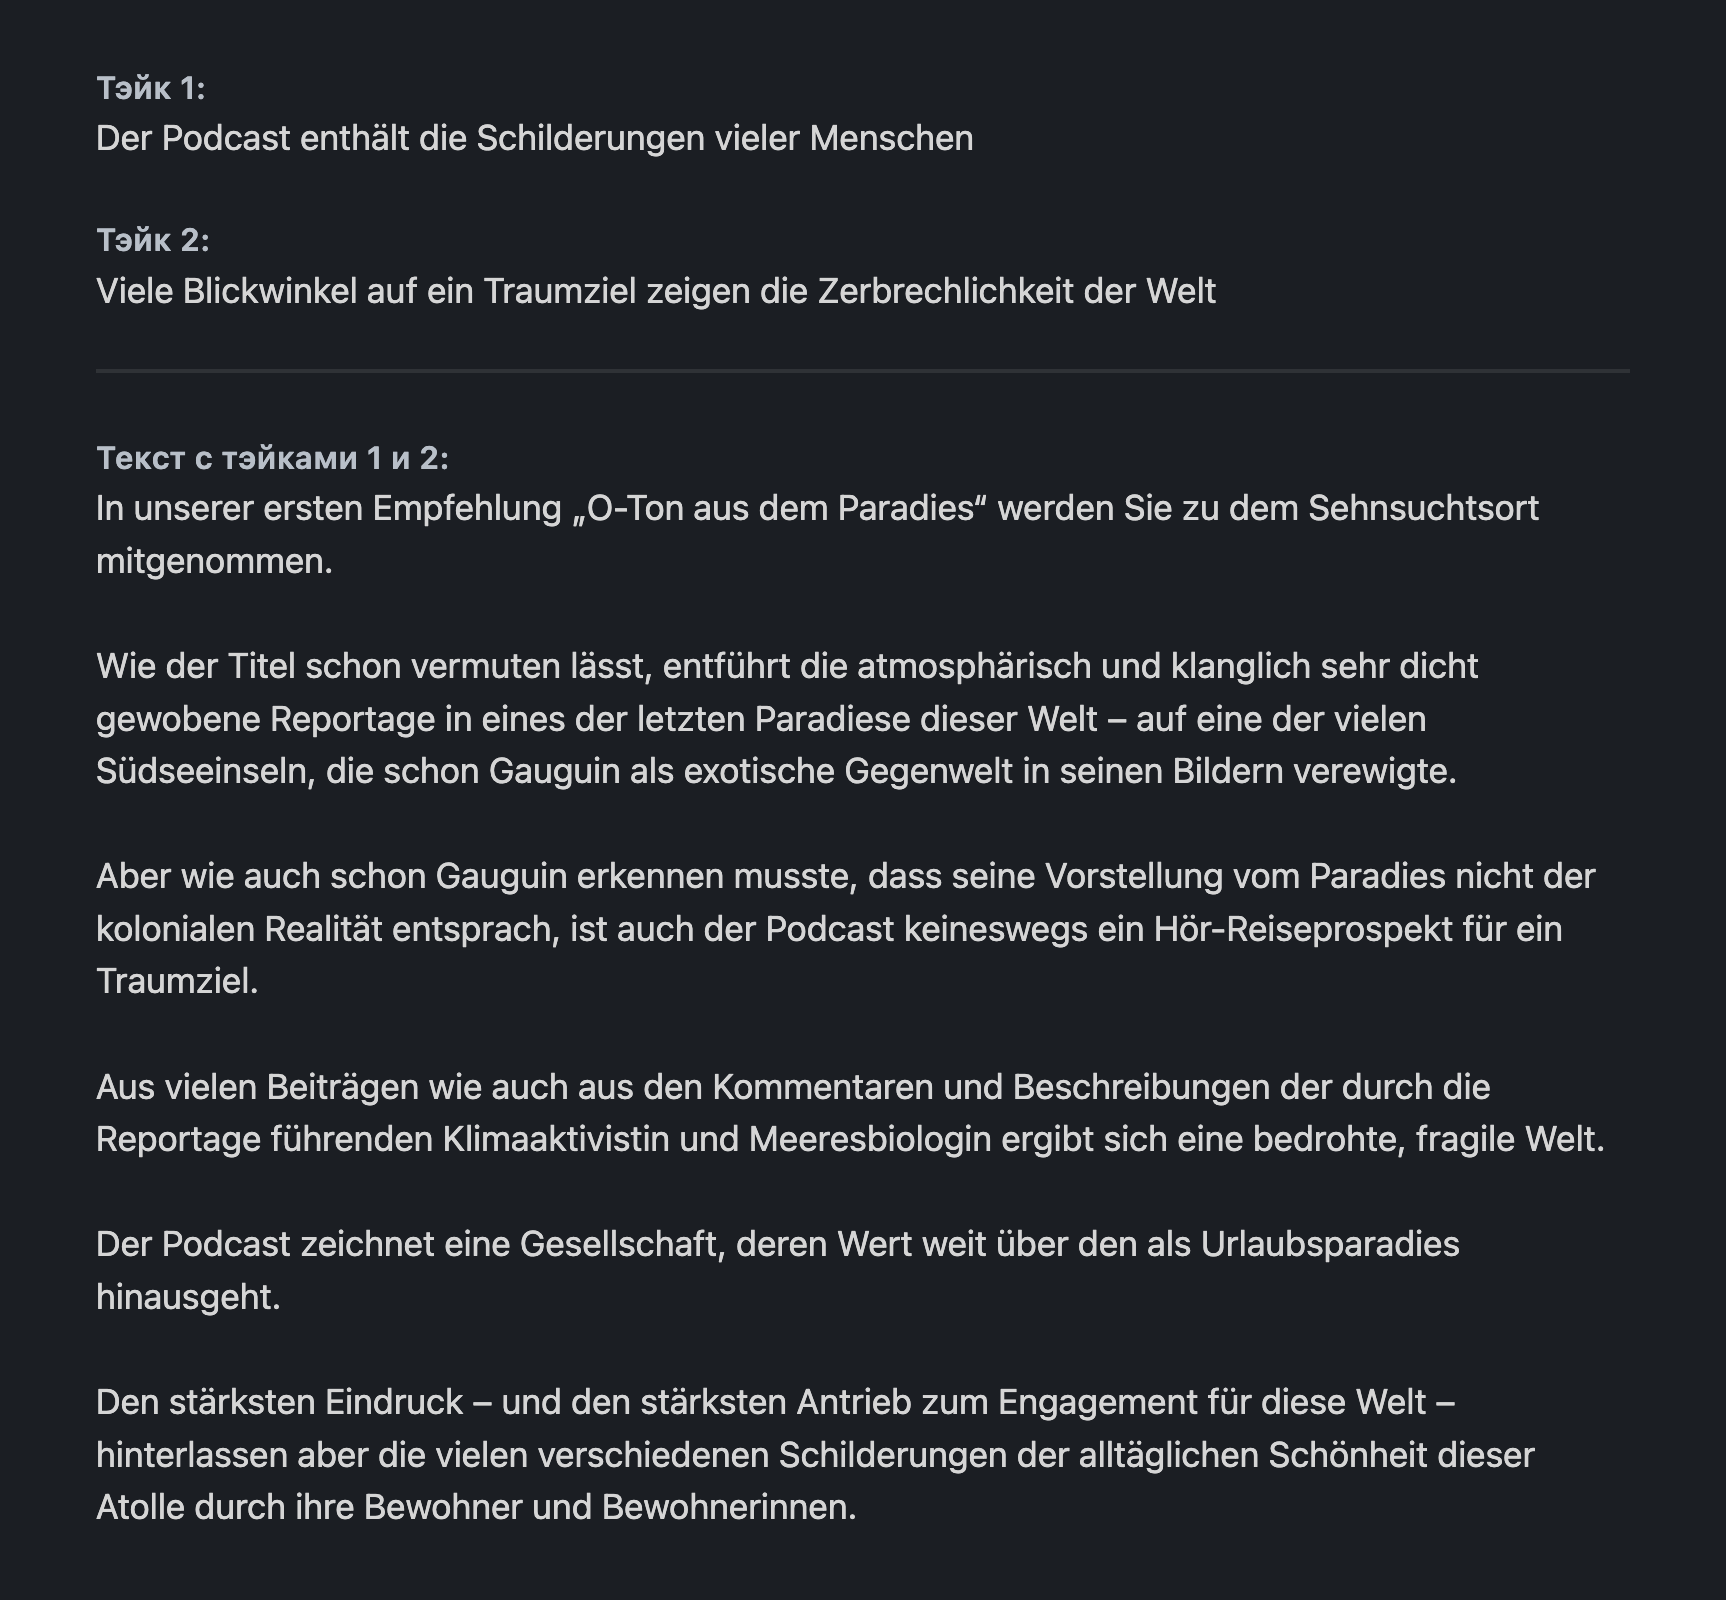 Тэйк 1:
Der Podcast enthält die Schilderungen vieler Menschen
Тэйк 2:
Viele Blickwinkel auf ein Traumziel zeigen die Zerbrechlichkeit der Welt
Текст с тэйками 1 и 2:
In unserer ersten Empfehlung „O-Ton aus dem Paradies“ werden Sie zu dem Sehnsuchtsort
mitgenommen.
Wie der Titel schon vermuten lässt, entführt die atmosphärisch und klanglich sehr dicht
gewobene Reportage in eines der letzten Paradiese dieser Welt – auf eine der vielen
Südseeinseln, die schon Gauguin als exotische Gegenwelt in seinen Bildern verewigte.
Aber wie auch schon Gauguin erkennen musste, dass seine Vorstellung vom Paradies nicht der
kolonialen Realität entsprach, ist auch der Podcast keineswegs ein Hör-Reiseprospekt für ein
Traumziel.
Aus vielen Beiträgen wie auch aus den Kommentaren und Beschreibungen der durch die
Reportage führenden Klimaaktivistin und Meeresbiologin ergibt sich eine bedrohte, fragile Welt.
Der Podcast zeichnet eine Gesellschaft, deren Wert weit über den als Urlaubsparadies
hinausgeht.
Den stärksten Eindruck – und den stärksten Antrieb zum Engagement für diese Welt –
hinterlassen aber die vielen verschiedenen Schilderungen der alltäglichen Schönheit dieser
Atolle durch ihre Bewohner und Bewohnerinnen.